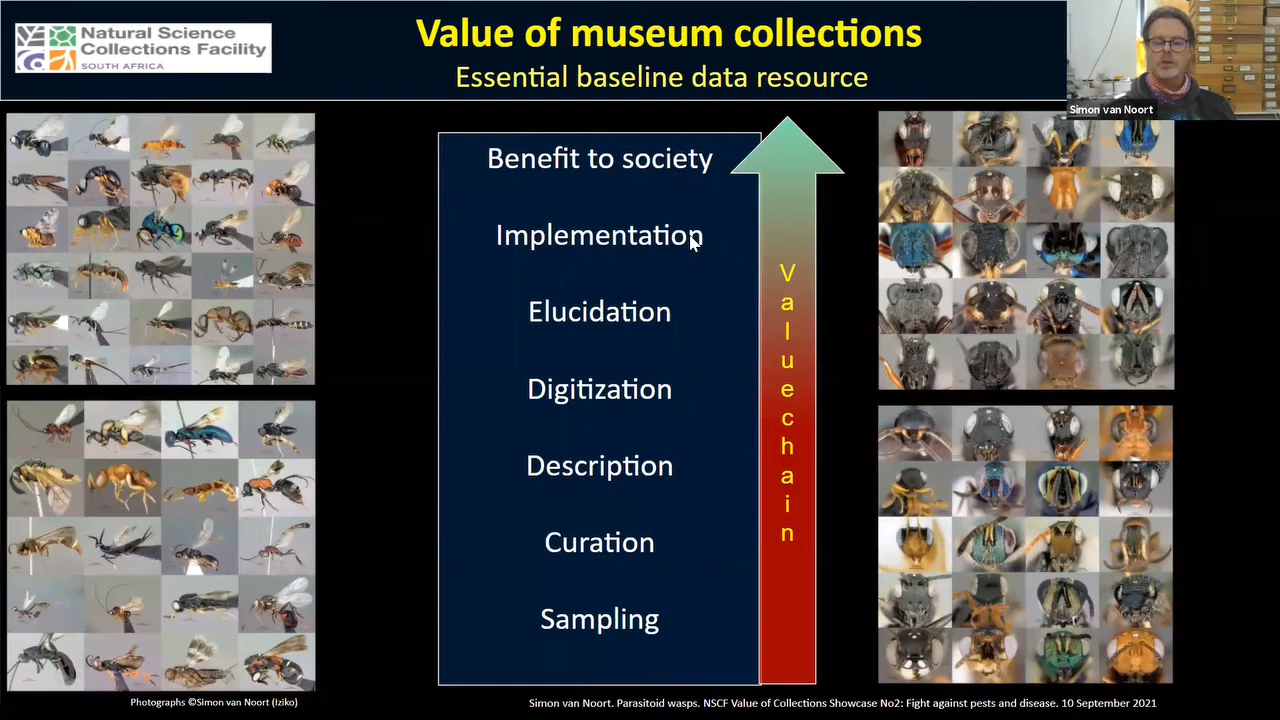 Natural Science
Collections Facility
SOUTH AFRICA
Value of museum collections
Essential baseline data resource
Simon van Noort
Benefit to society
Implementation
Elucidation
Digitization
Description
Curation
Sampling
Value chain
Photographs ©Simon van Noort (Iziko)
Simon van Noort. Parasitoid wasps. NSCF Value of Collections Showcase No2: Fight against pests and disease. 10 September 2021